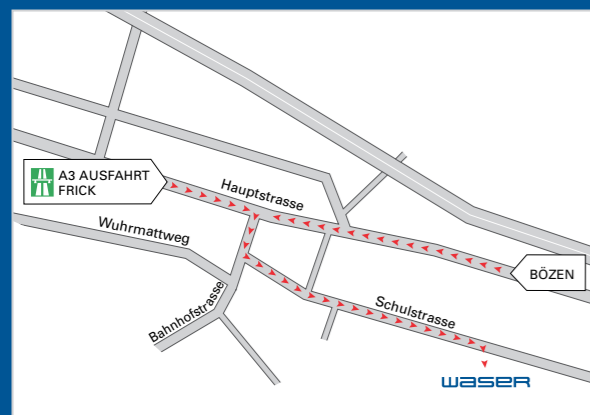 A3 AUSFAHRT
FRICK
Hauptstrasse
Wuhrmattweg
BÖZEN
Bahnhofstrasse
Schulstrasse
waser